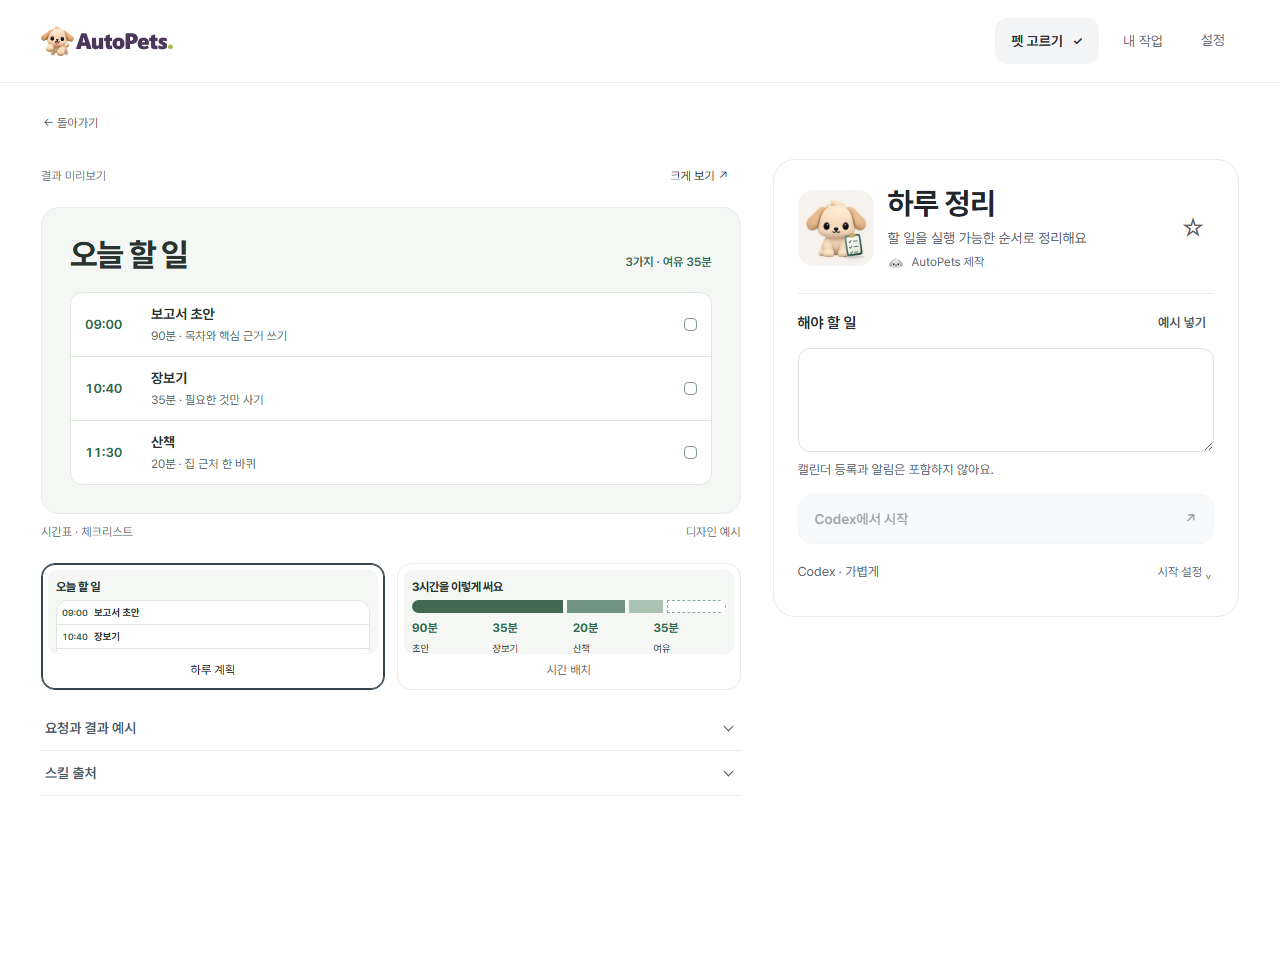 AutoPets.
펫 고르기
내 작업
설정
← 돌아가기
결과 미리보기
크게 보기 ↗
오늘 할 일
3가지 · 여유 35분
09:00
보고서 초안
90분 · 목차와 핵심 근거 쓰기
10:40
장보기
35분 · 필요한 것만 사기
11:30
산책
20분 · 집 근처 한 바퀴
시간표 · 체크리스트
디자인 예시
오늘 할 일
09:00 보고서 초안
10:40 장보기
하루 계획
3시간을 이렇게 써요
90분 35분 20분 35분
초안 장보기 산책 여유
시간 배치
요청과 결과 예시
스킬 출처
하루 정리
할 일을 실행 가능한 순서로 정리해요
AutoPets 제작
해야 할 일
예시 넣기
캘린더 등록과 알림은 포함하지 않아요.
Codex에서 시작 ↗
Codex · 가볍게
시작 설정